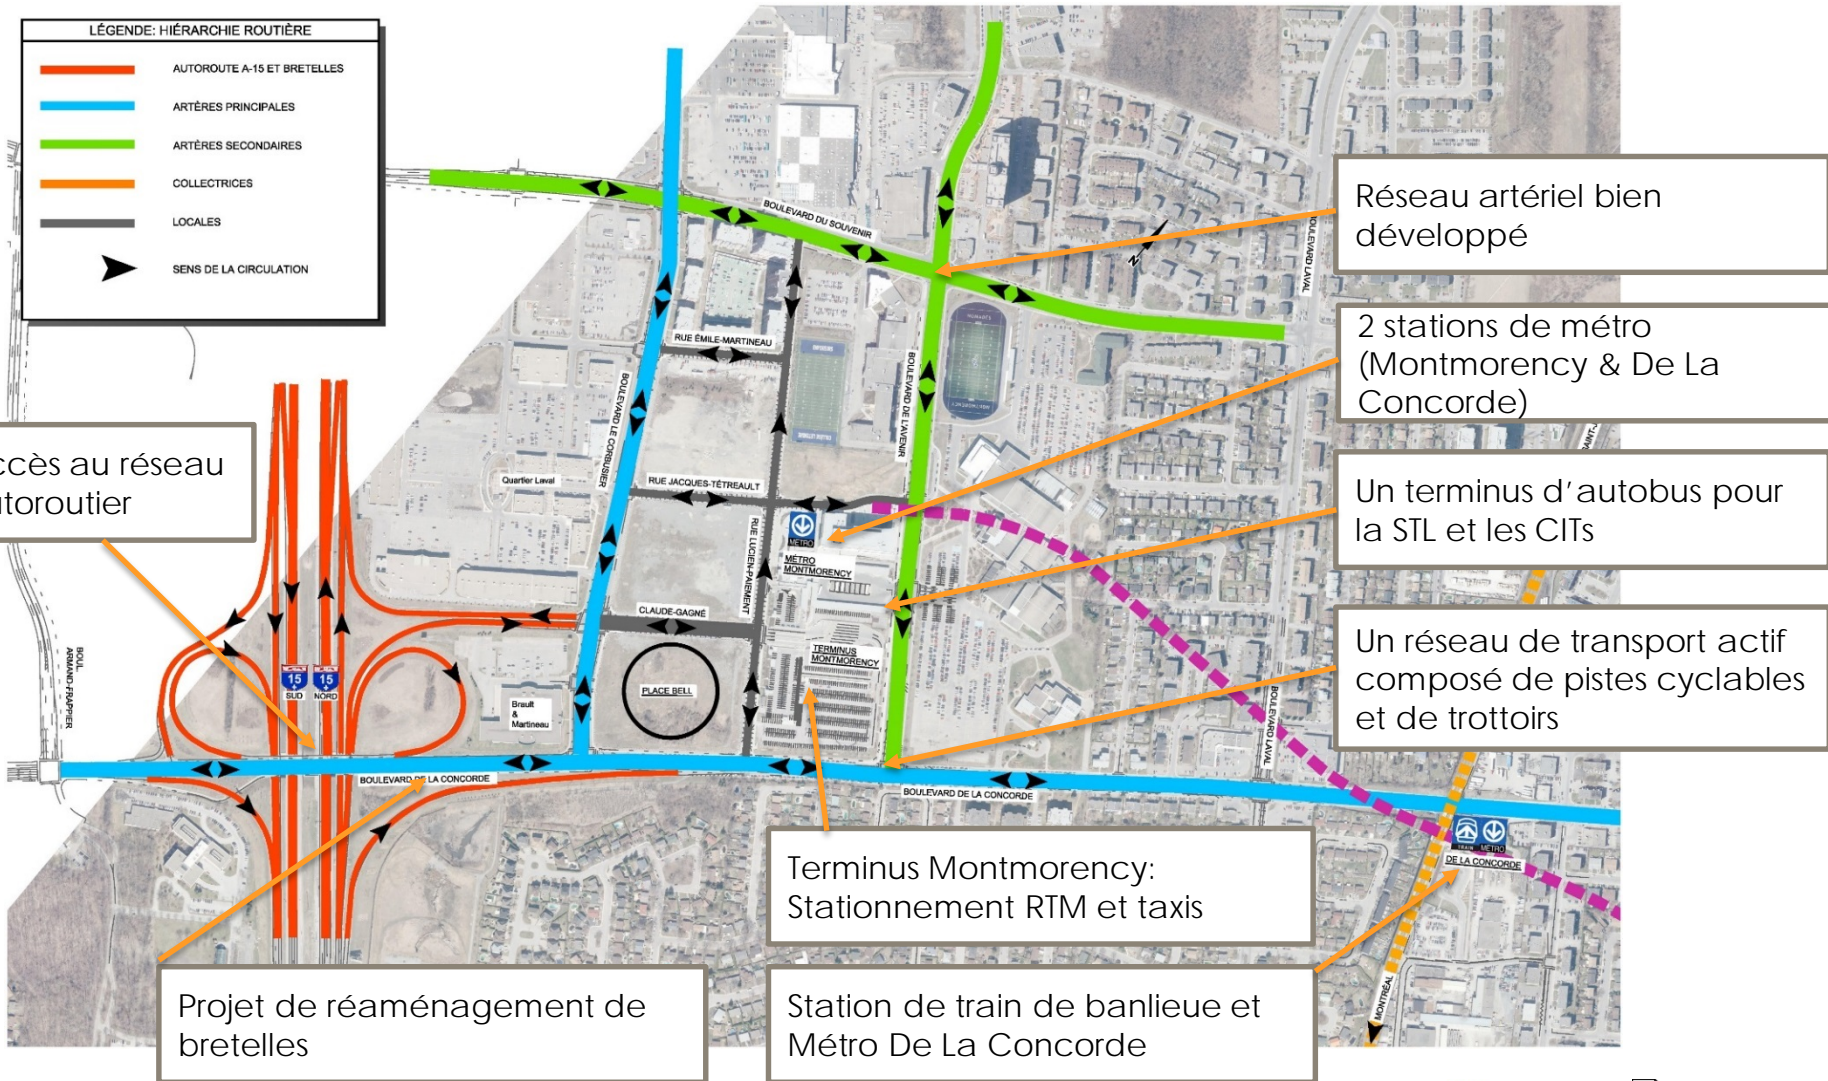 LÉGENDE: HIÉRARCHIE ROUTIÈRE
AUTOROUTE A-15 ET BRETELLES
ARTÈRES PRINCIPALES
ARTÈRES SECONDAIRES
COLLECTRICES
LOCALES
SENS DE LA CIRCULATION
BOULEVARD DU SOUVENIR
N
BOULEVARD LAVAL
Réseau artériel bien
développé
2 stations de métro
(Montmorency & De La
Concorde)
RUE ÉMILE-MARTINEAU
BOULEVARD LE CORBUSIER
BOULEVARD DE L'AVENIR
MONTMORENCY
ccès au réseau
utoroutier
Quartier Laval
RUE JACQUES-TÉTREAULT
RUE LUCIEN-PAIEMENT
MÉTRO
MÉTRO
MONTMORENCY
Un terminus d'autobus pour
la STL et les CITs
CLAUDE-GAGNÉ
TERMINUS
MONTMORENCY
Un réseau de transport actif
composé de pistes cyclables
et de trottoirs
BOUL.
ARMAND-FRAPPIER
15
SUD
15
NORD
PLACE BELL
Brault
&
Martineau
BOULEVARD LAVAL
BOULEVARD DE LA CONCORDE
BOULEVARD DE LA CONCORDE
TRAIN
MÉTRO
DE LA CONCORDE
Terminus Montmorency:
Stationnement RTM et taxis
MONTRÉAL
Projet de réaménagement de
bretelles
Station de train de banlieue et
Métro De La Concorde